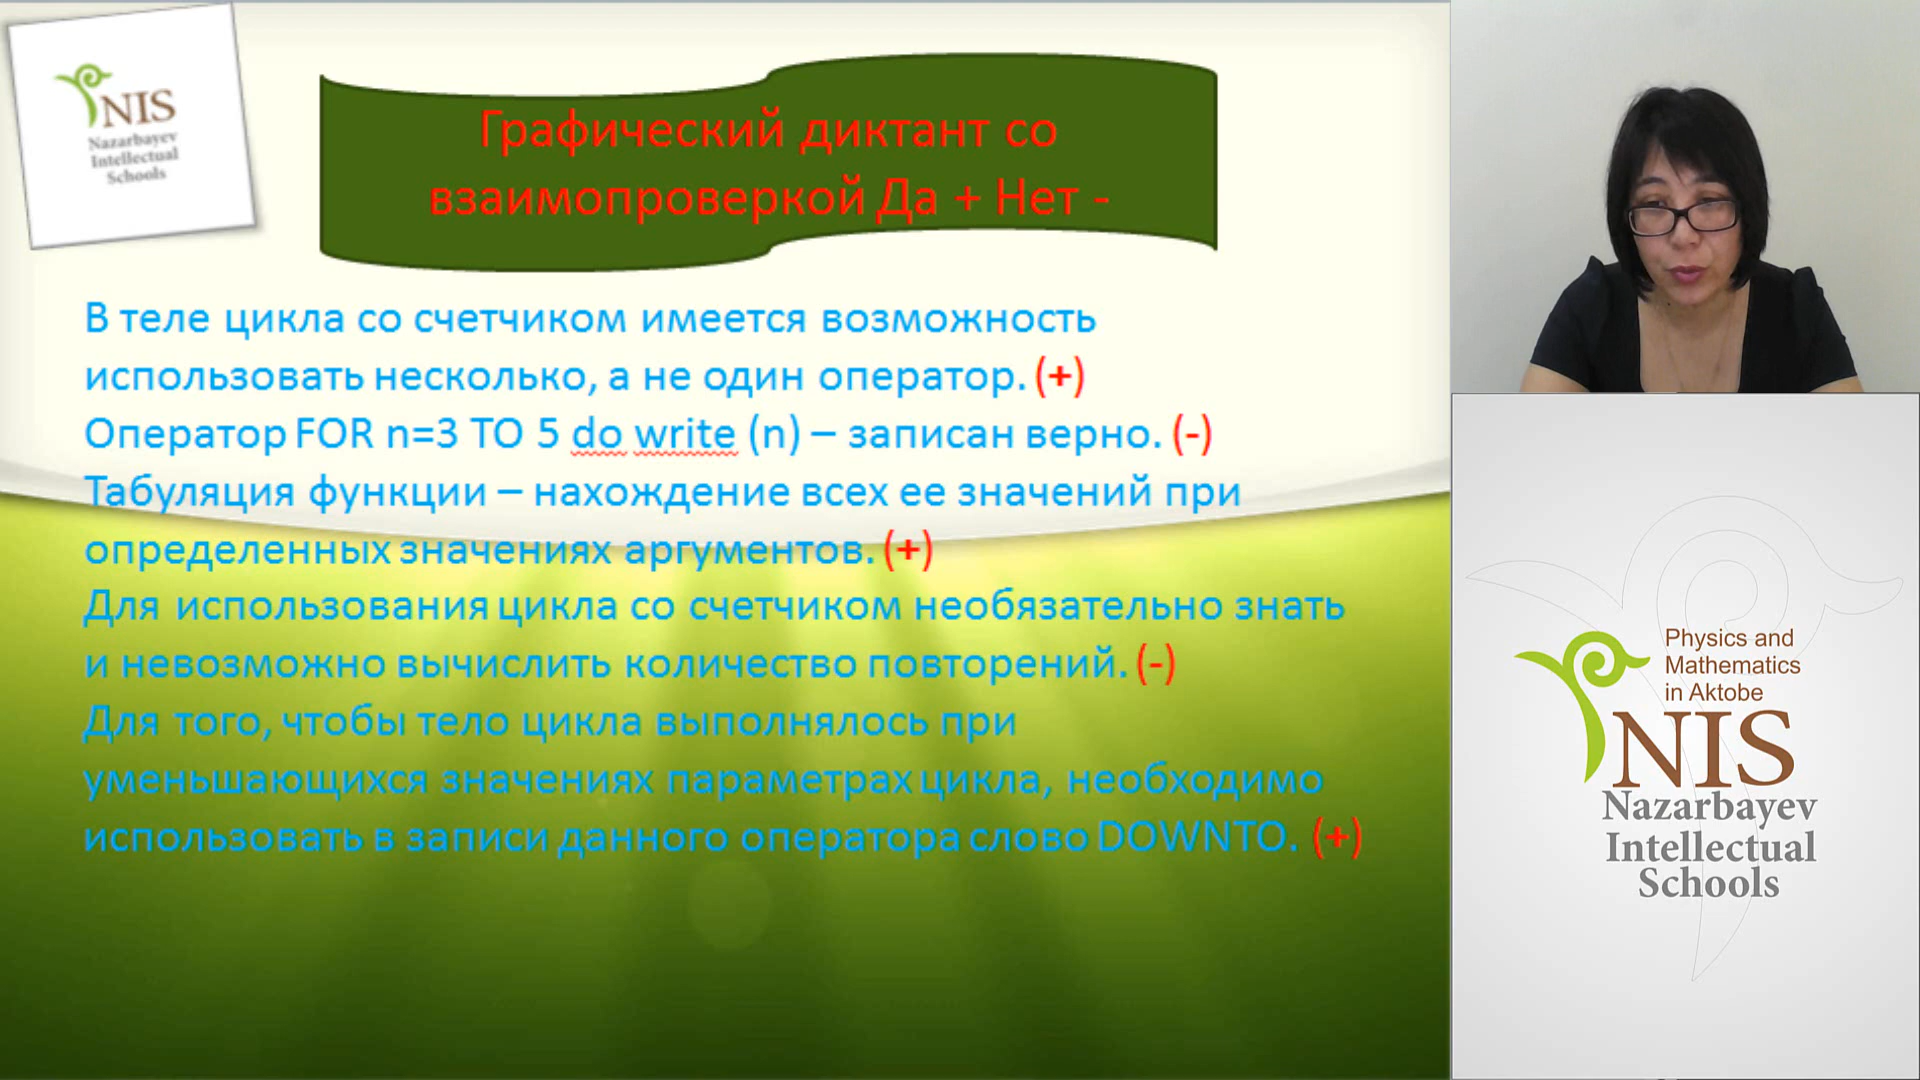 NIS
Nazarbayev
Intellectual
Schools
Графический диктант со
взаимопроверкой Да + Нет -
В теле цикла со счетчиком имеется возможность
использовать несколько, а не один оператор. (+)
Оператор FOR n=3 TO 5 do write (n) – записан верно. (-)
Табуляция функции – нахождение всех ее значений при
определенных значениях аргументов. (+)
Для использования цикла со счетчиком необязательно знать
и невозможно вычислить количество повторений. (-)
Для того, чтобы тело цикла выполнялось при
уменьшающихся значениях параметрах цикла, необходимо
использовать в записи данного оператора слово DOWNTO. (+)
Physics and
Mathematics
in Aktobe
NIS
Nazarbayev
Intellectual
Schools